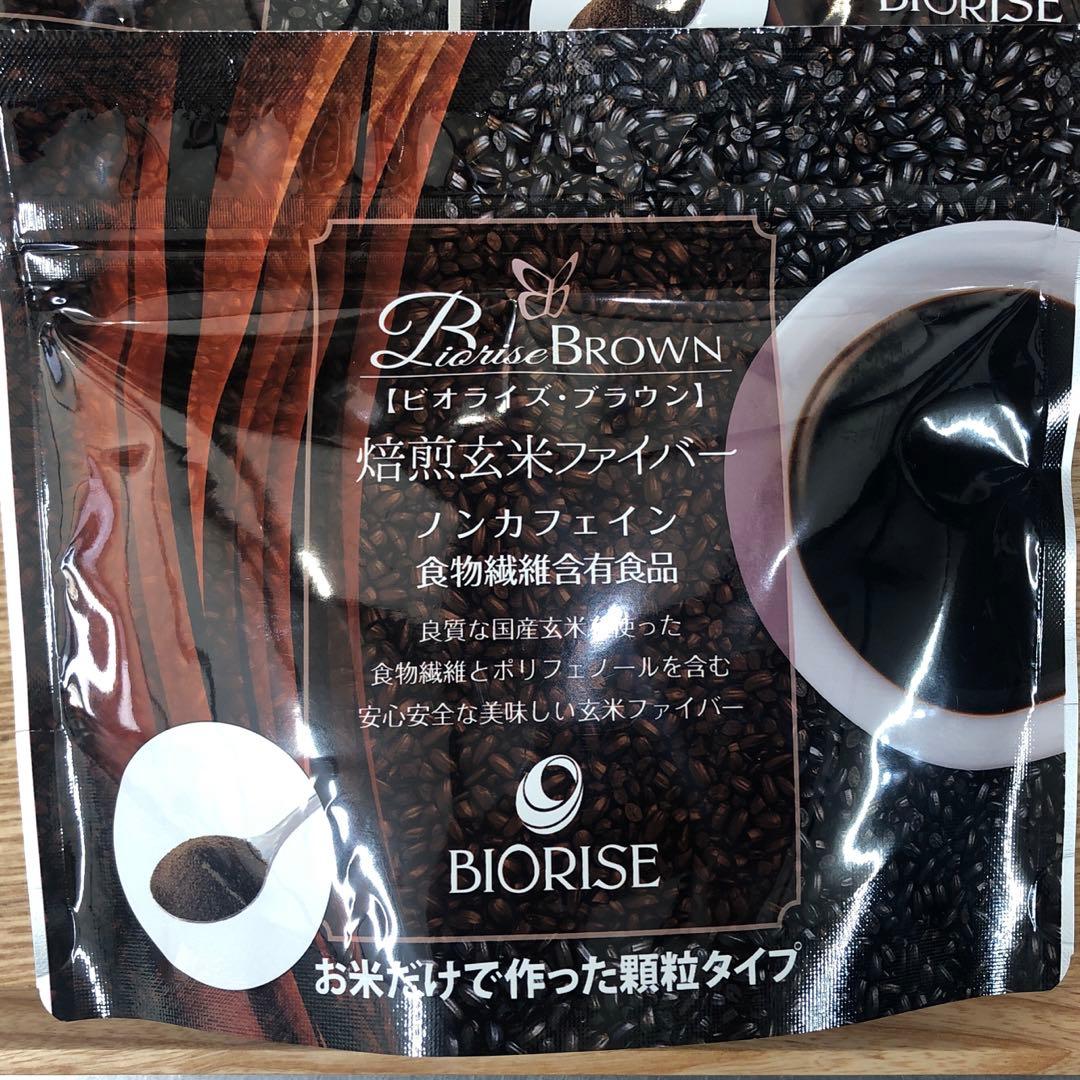 BIORISE
Biorise BROWN
【ビオライズ・ブラウン】
焙煎玄米ファイバー
ノンカフェイン
食物繊維含有食品
良質な国産玄米を使った
食物繊維とポリフェノールを含む
安心安全な美味しい玄米ファイバー
BIORISE
お米だけで作った顆粒タイプ